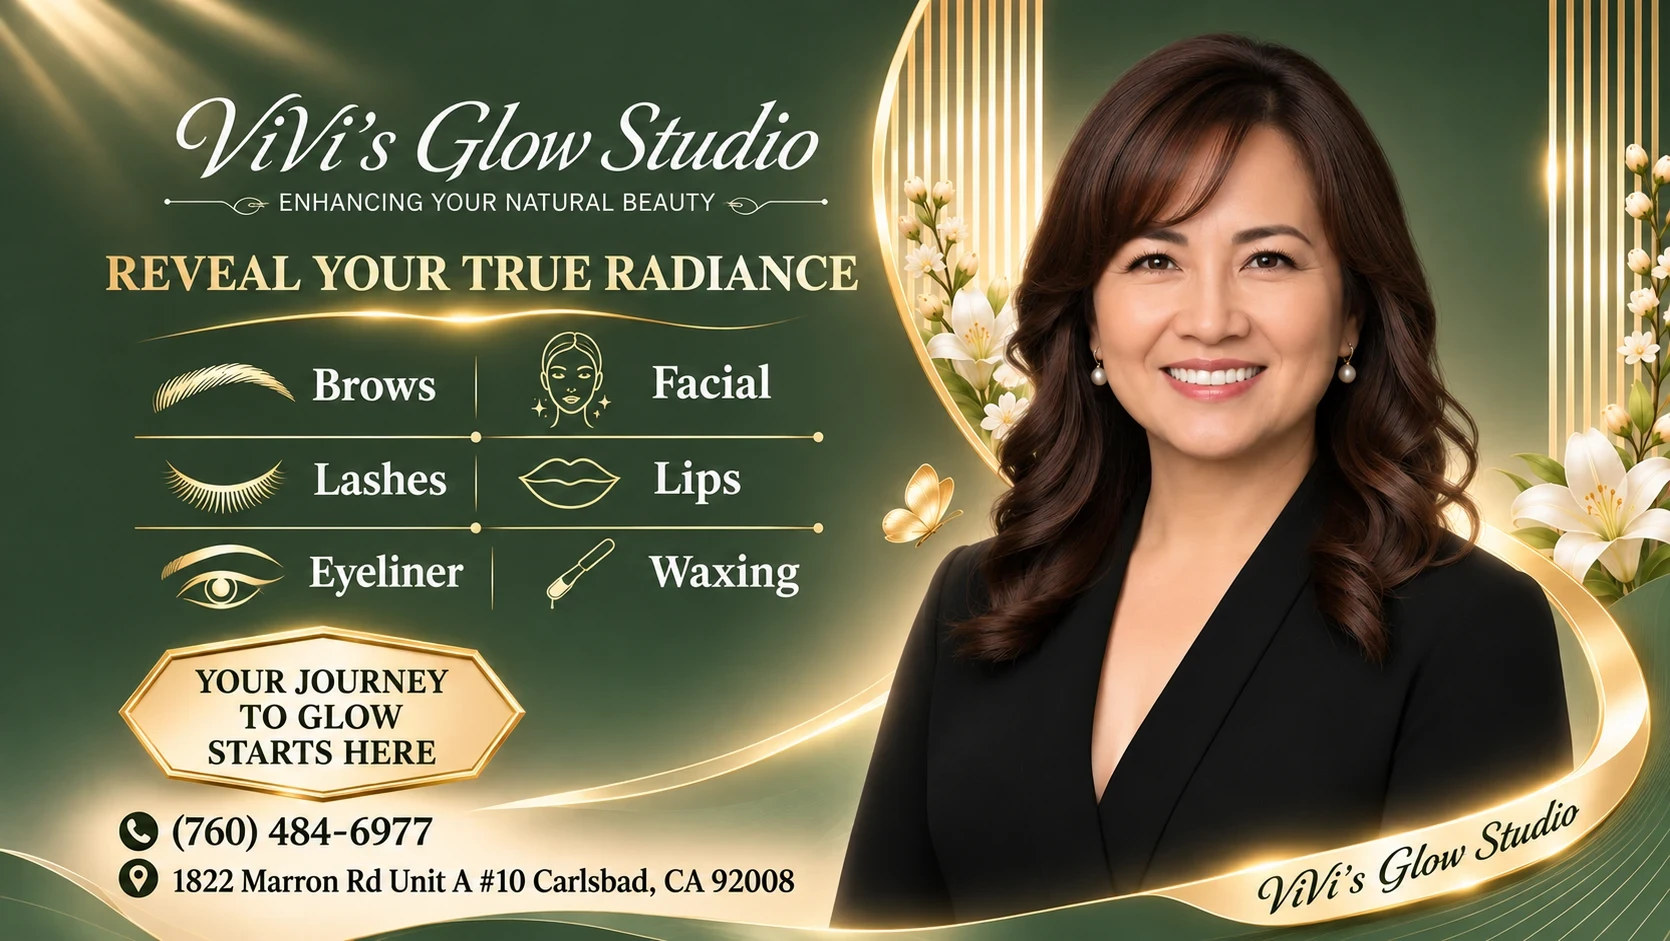 ViVi's Glow Studio
ENHANCING YOUR NATURAL BEAUTY
REVEAL YOUR TRUE RADIANCE
Brows
Facial
Lashes
Lips
Eyeliner
Waxing
YOUR JOURNEY
TO GLOW
STARTS HERE
(760) 484-6977
1822 Marron Rd Unit A #10 Carlsbad, CA 92008
ViVi's Glow Studio